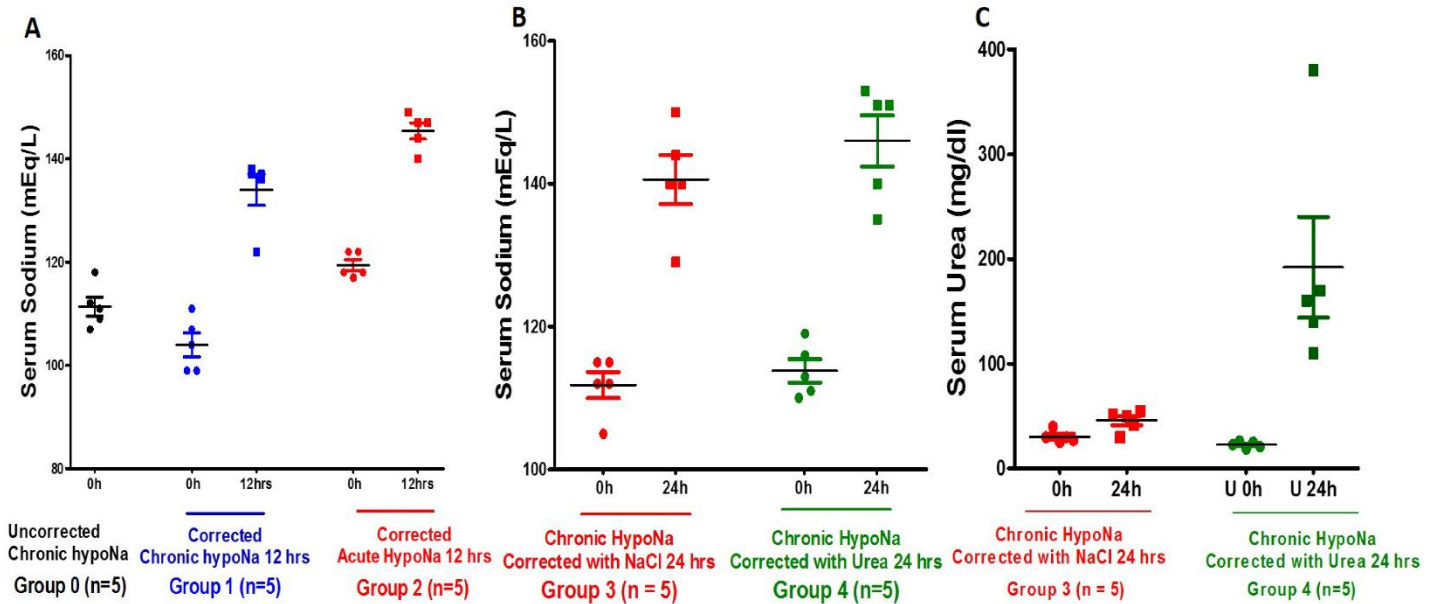 A
Serum Sodium (mEq/L)
160
140
120
100
80
0h
0h
12hrs
0h
12hrs
Uncorrected
Chronic hypoNa
Group 0 (n=5)
Corrected
Chronic hypoNa 12 hrs
Group 1 (n=5)
Corrected
Acute HypoNa 12 hrs
Group 2 (n=5)
B
Serum Sodium (mEq/L)
160
140
120
100
0h
24h
0h
24h
Chronic HypoNa
Corrected with NaCl 24 hrs
Group 3 (n = 5)
Chronic HypoNa
Corrected with Urea 24 hrs
Group 4 (n=5)
C
Serum Urea (mg/dl)
400
300
200
100
0
0h
24h
U 0h
U 24h
Chronic HypoNa
Corrected with NaCl 24 hrs
Group 3 (n = 5)
Chronic HypoNa
Corrected with Urea 24 hrs
Group 4 (n=5)